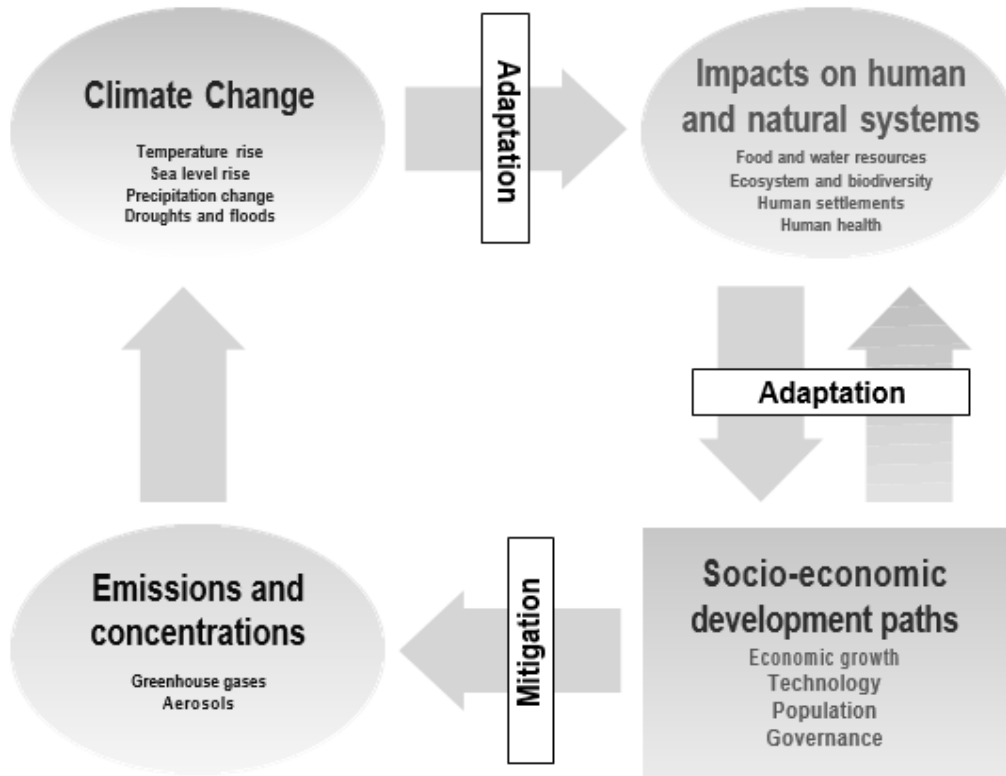 Climate Change
Temperature rise
Sea level rise
Precipitation change
Droughts and floods
Adaptation
Impacts on human
and natural systems
Food and water resources
Ecosystem and biodiversity
Human settlements
Human health
Adaptation
Emissions and
concentrations
Greenhouse gases
Aerosols
Mitigation
Socio-economic
development paths
Economic growth
Technology
Population
Governance